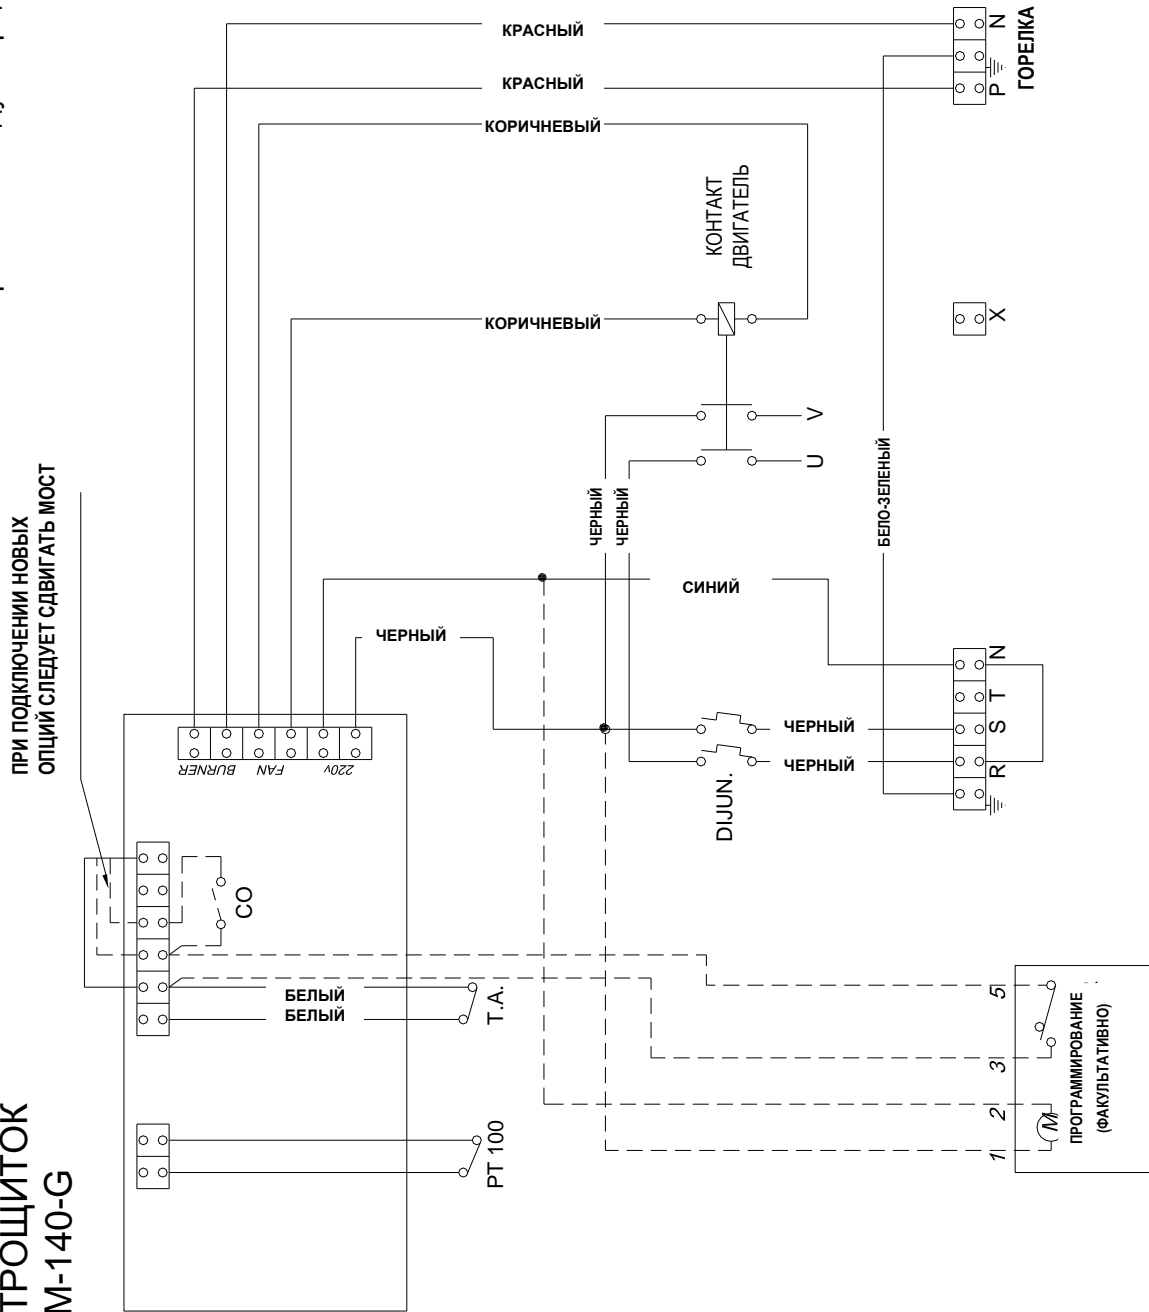 ТРОЩИТОК
М-140-G
ПРИ ПОДКЛЮЧЕНИИ НОВЫХ
ОПЦИЙ СЛЕДУЕТ СДВИГАТЬ МОСТ
КРАСНЫЙ
КРАСНЫЙ
КОРИЧНЕВЫЙ
КОРИЧНЕВЫЙ
N
P
ГОРЕЛКА
КОНТАКТ
ДВИГАТЕЛЬ
X
V
U
ЧЕРНЫЙ
ЧЕРНЫЙ
БЕЛО-ЗЕЛЕНЫЙ
СИНИЙ
ЧЕРНЫЙ
BURNER
FAN
220v
DIJUN.
ЧЕРНЫЙ
ЧЕРНЫЙ
N
T
S
R
CO
БЕЛЫЙ
БЕЛЫЙ
T.A.
PT 100
5
3
2
1
M
ПРОГРАММИРОВАНИЕ
(ФАКУЛЬТАТИВНО)